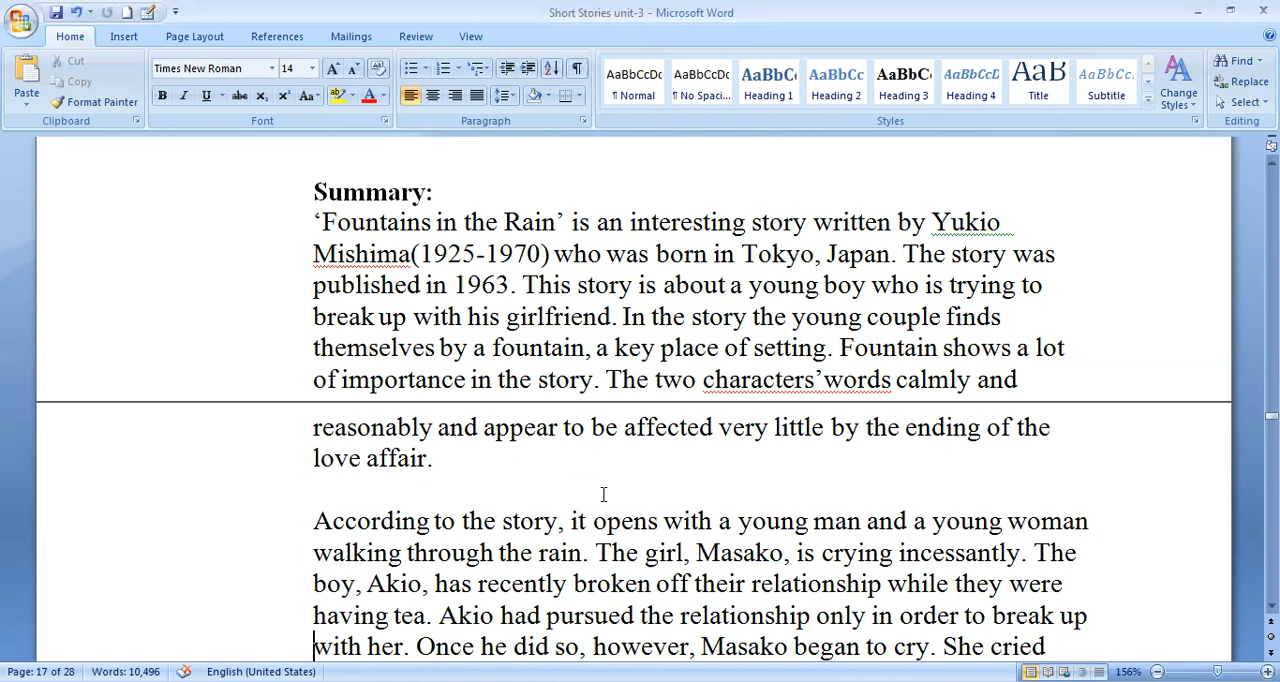 Short Stories unit-3 - Microsoft Word
Home Insert Page Layout References Mailings Review View
Cut
Copy
Format Painter
Paste
Clipboard
Times New Roman 14
Font
Paragraph
AaBbCcDc AaBbCcDc AaBbC AaBbCc AaBbCc AaBbCcD AaB AaBbCc.
¶ Normal ¶ No Spaci... Heading 1 Heading 2 Heading 3 Heading 4 Title Subtitle
Change Styles
Styles
Find
Replace
Select
Editing
Summary:
‘Fountains in the Rain’ is an interesting story written by Yukio
Mishima(1925-1970) who was born in Tokyo, Japan. The story was
published in 1963. This story is about a young boy who is trying to
break up with his girlfriend. In the story the young couple finds
themselves by a fountain, a key place of setting. Fountain shows a lot
of importance in the story. The two characters’words calmly and
reasonably and appear to be affected very little by the ending of the
love affair.
According to the story, it opens with a young man and a young woman
walking through the rain. The girl, Masako, is crying incessantly. The
boy, Akio, has recently broken off their relationship while they were
having tea. Akio had pursued the relationship only in order to break up
with her. Once he did so, however, Masako began to cry. She cried
Page: 17 of 28 Words: 10,496 English (United States) 156%